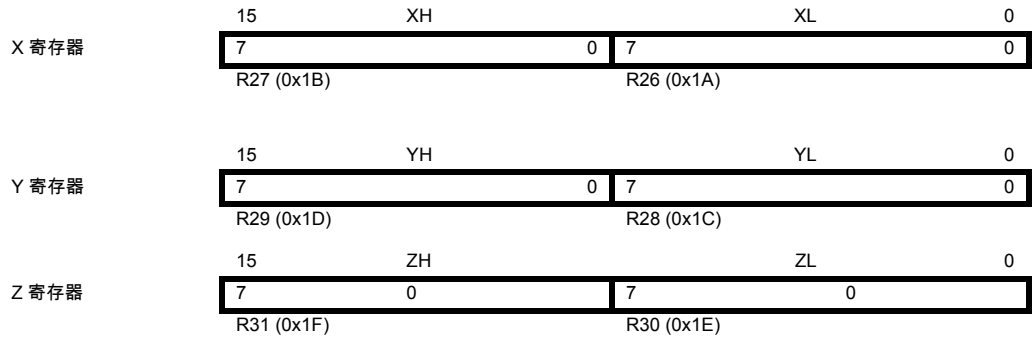 15 XH XL 0
X 寄存器 7 0 7 0
R27 (0x1B) R26 (0x1A)
15 YH YL 0
Y 寄存器 7 0 7 0
R29 (0x1D) R28 (0x1C)
15 ZH ZL 0
Z 寄存器 7 0 7 0
R31 (0x1F) R30 (0x1E)